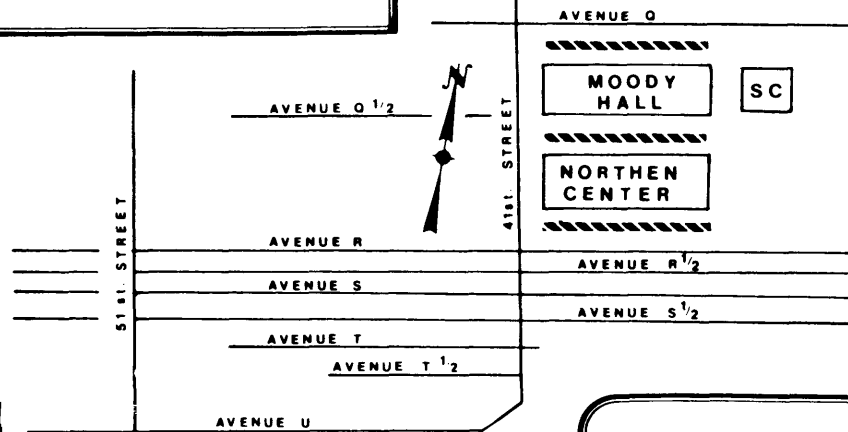 AVENUE Q
N
MOODY
HALL
SC
AVENUE Q 1/2
41st. STREET
NORTHEN
CENTER
51st. STREET
AVENUE R
AVENUE R 1/2
AVENUE S
AVENUE S 1/2
AVENUE T
AVENUE T 1/2
AVENUE U